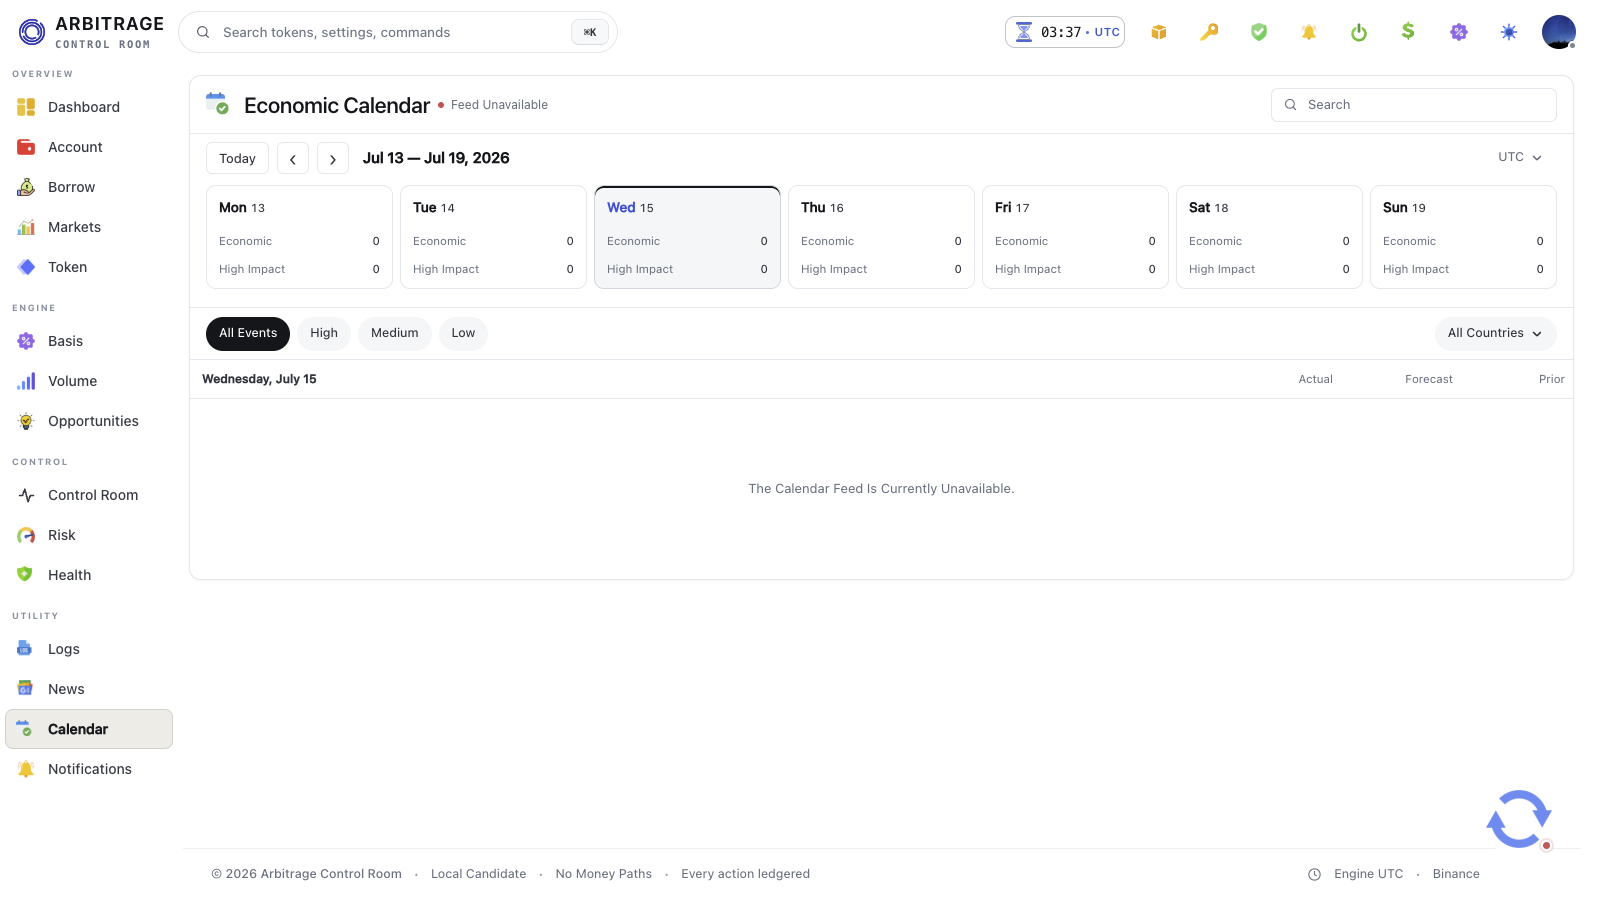 ARBITRAGE
CONTROL ROOM
Search tokens, settings, commands
⌘K
03:37 · UTC
OVERVIEW
Dashboard
Account
Borrow
Markets
Token
ENGINE
Basis
Volume
Opportunities
CONTROL
Control Room
Risk
Health
UTILITY
Logs
News
Calendar
Notifications
Economic Calendar
Feed Unavailable
Search
Today
Jul 13 — Jul 19, 2026
UTC
Mon 13
Economic 0
High Impact 0
Tue 14
Economic 0
High Impact 0
Wed 15
Economic 0
High Impact 0
Thu 16
Economic 0
High Impact 0
Fri 17
Economic 0
High Impact 0
Sat 18
Economic 0
High Impact 0
Sun 19
Economic 0
High Impact 0
All Events High Medium Low
All Countries
Wednesday, July 15 Actual Forecast Prior
The Calendar Feed Is Currently Unavailable.
© 2026 Arbitrage Control Room · Local Candidate · No Money Paths · Every action ledgered
Engine UTC · Binance